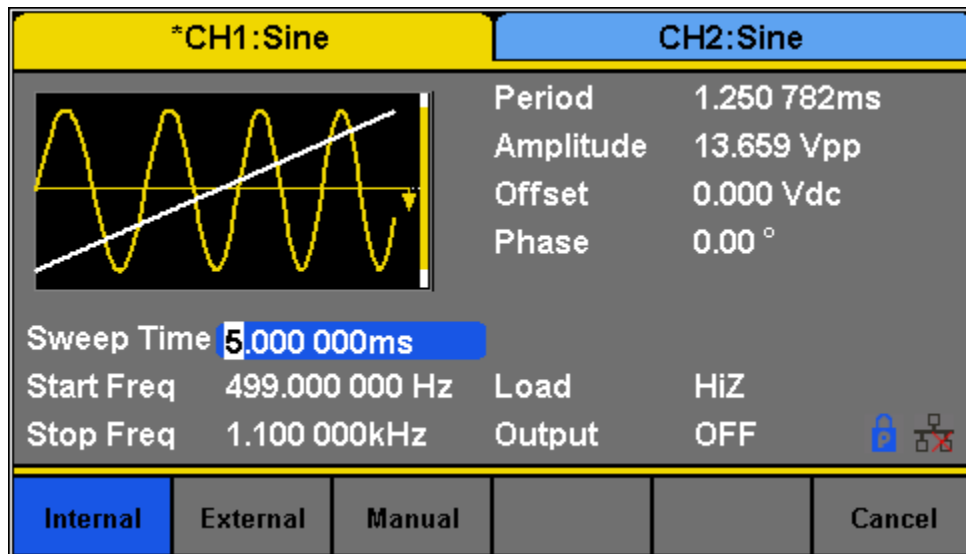 *CH1:Sine CH2:Sine
Period 1.250 782ms
Amplitude 13.659 Vpp
Offset 0.000 Vdc
Phase 0.00 °
Sweep Time 5.000 000ms
Start Freq 499.000 000 Hz Load HiZ
Stop Freq 1.100 000kHz Output OFF P
Internal External Manual Cancel